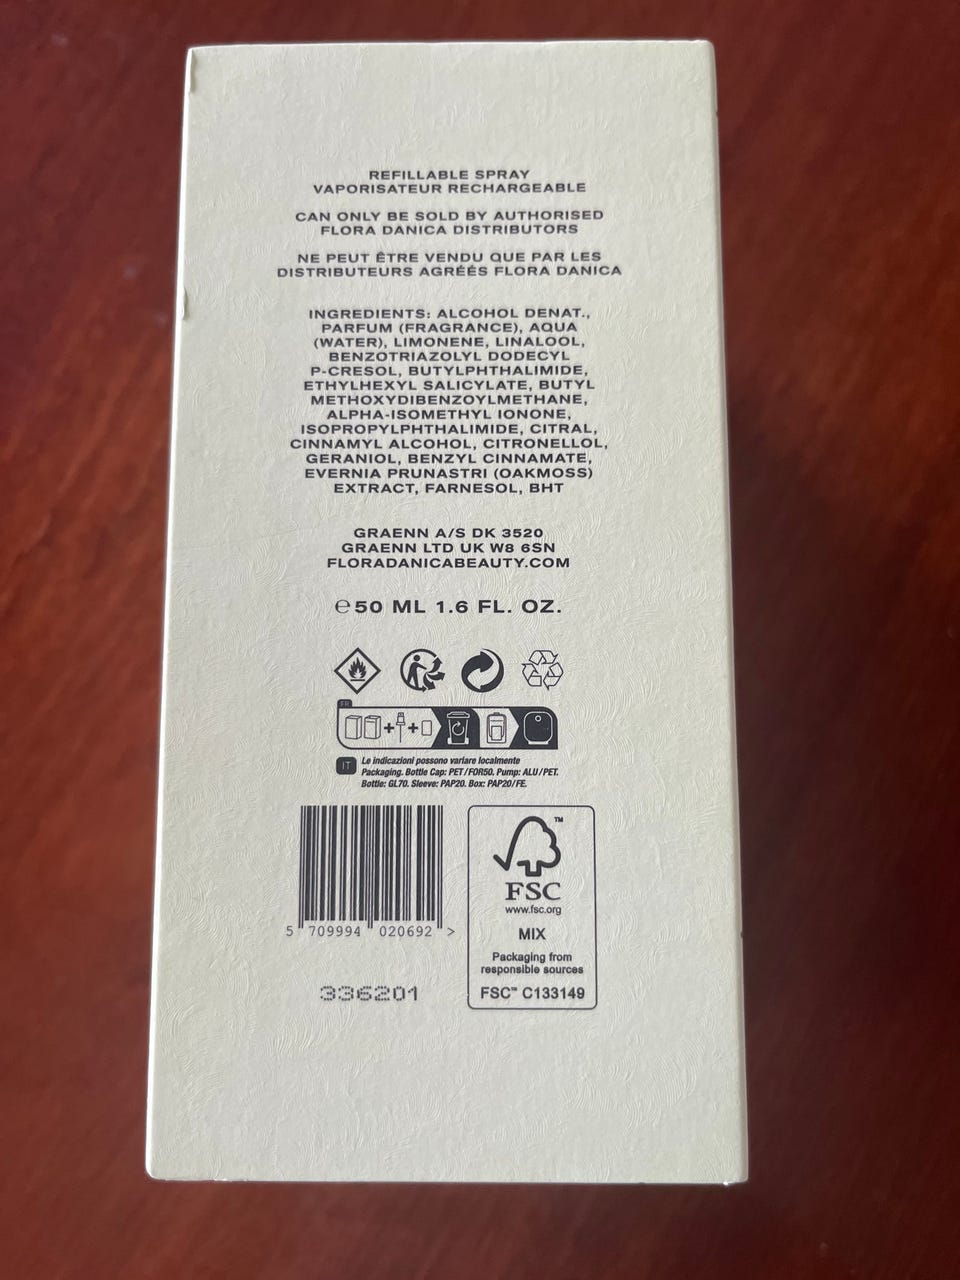 REFILLABLE SPRAY
VAPORISATEUR RECHARGEABLE
CAN ONLY BE SOLD BY AUTHORISED
FLORA DANICA DISTRIBUTORS
NE PEUT ÊTRE VENDU QUE PAR LES
DISTRIBUTEURS AGRÉÉS FLORA DANICA
INGREDIENTS: ALCOHOL DENAT.,
PARFUM (FRAGRANCE), AQUA
(WATER), LIMONENE, LINALOOL,
BENZOTRIAZOLYL DODECYL
P-CRESOL, BUTYLPHTHALIMIDE,
ETHYLHEXYL SALICYLATE, BUTYL
METHOXYDIBENZOYLMETHANE,
ALPHA-ISOMETHYL IONONE,
ISOPROPYLPHTHALIMIDE, CITRAL,
CINNAMYL ALCOHOL, CITRONELLOL,
GERANIOL, BENZYL CINNAMATE,
EVERNIA PRUNASTRI (OAKMOSS)
EXTRACT, FARNESOL, BHT
GRAENN A/S DK 3520
GRAENN LTD UK W8 6SN
FLORADANICABEAUTY.COM
℮50 ML 1.6 FL. OZ.
FR
IT
Le indicazioni possono variare localmente
Packaging. Bottle Cap: PET/FOR50. Pump: ALU/PET.
Bottle: GL70. Sleeve: PAP20. Box: PAP20/FE.
5 709994 020692 >
336201
FSC
www.fsc.org
MIX
Packaging from
responsible sources
FSC™ C133149